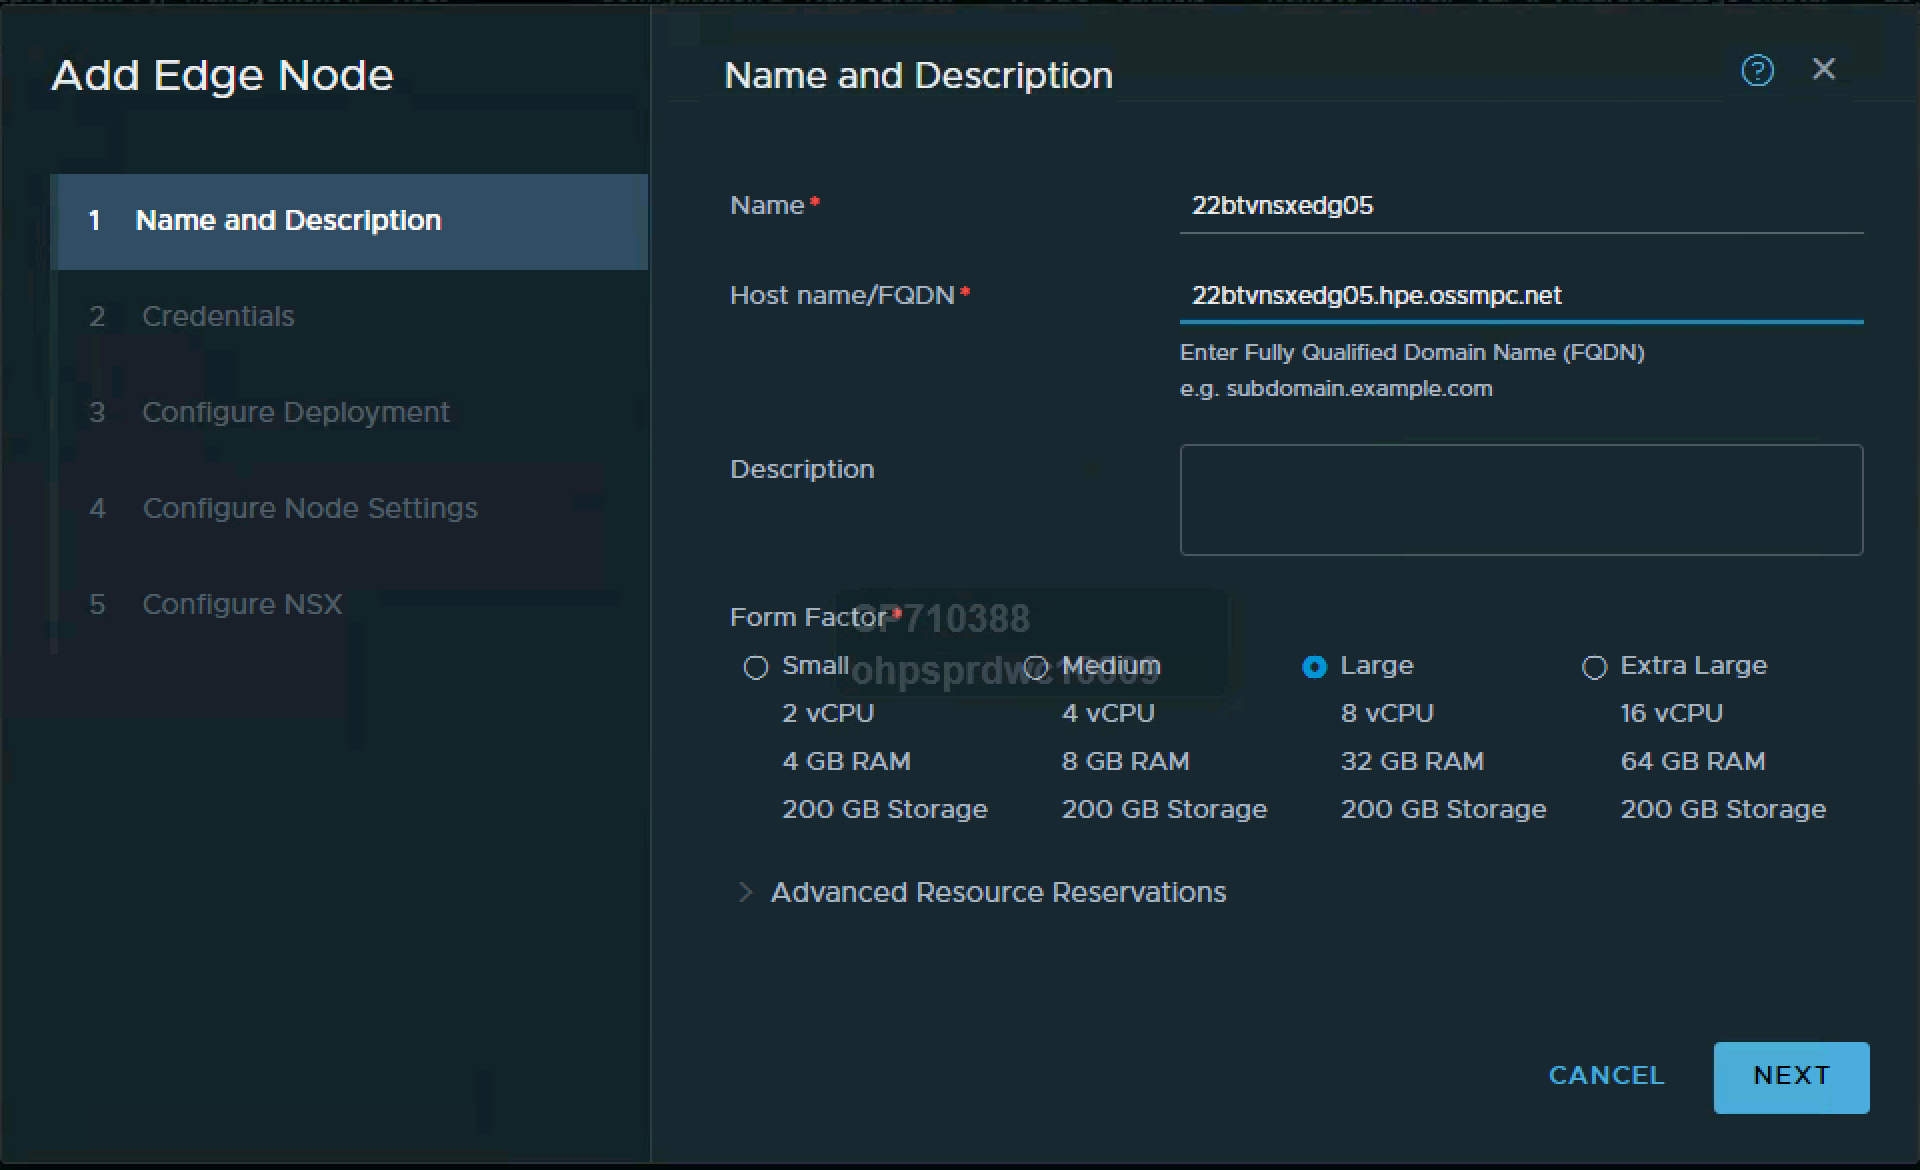 Add Edge Node
1 Name and Description
2 Credentials
3 Configure Deployment
4 Configure Node Settings
5 Configure NSX
Name and Description
Name *
22btvnsxedg05
Host name/FQDN *
22btvnsxedg05.hpe.ossmpc.net
Enter Fully Qualified Domain Name (FQDN)
e.g. subdomain.example.com
Description
Form Factor *
Small
2 vCPU
4 GB RAM
200 GB Storage
Medium
4 vCPU
8 GB RAM
200 GB Storage
Large
8 vCPU
32 GB RAM
200 GB Storage
Extra Large
16 vCPU
64 GB RAM
200 GB Storage
Advanced Resource Reservations
CANCEL
NEXT